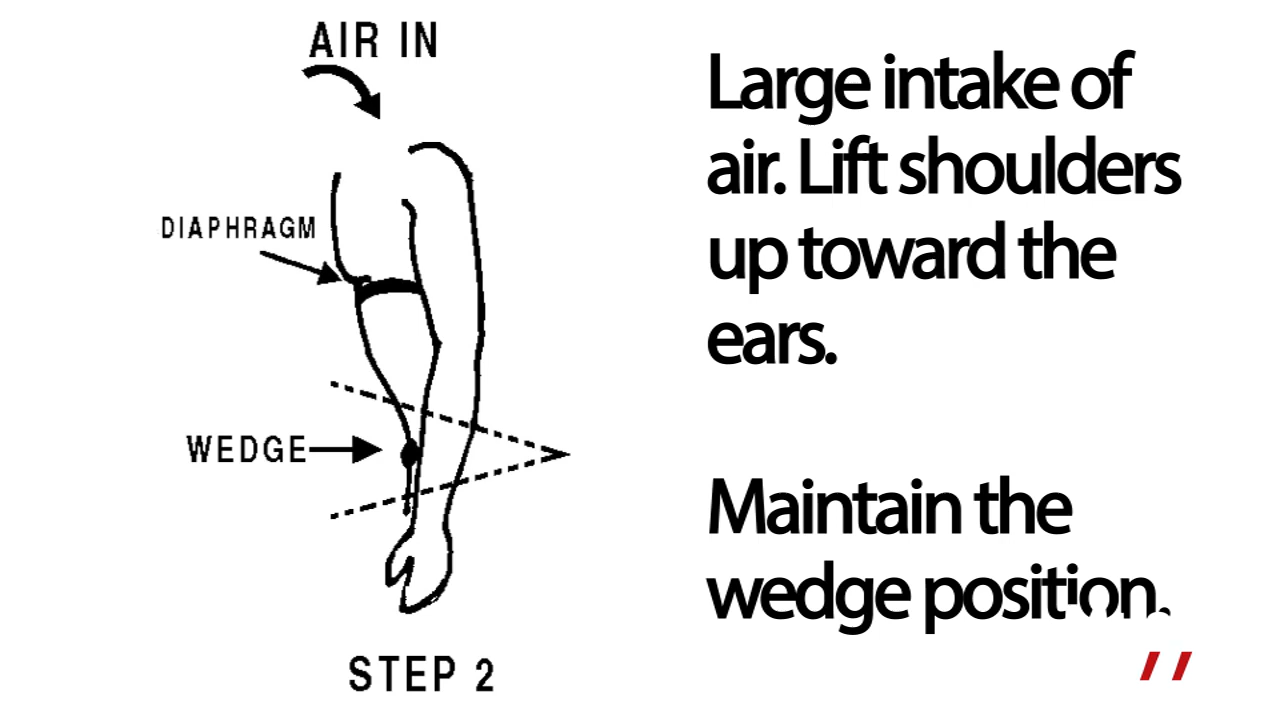 AIR IN
DIAPHRAGM
WEDGE
STEP 2
Large intake of
air. Lift shoulders
up toward the
ears.
Maintain the
wedge position.